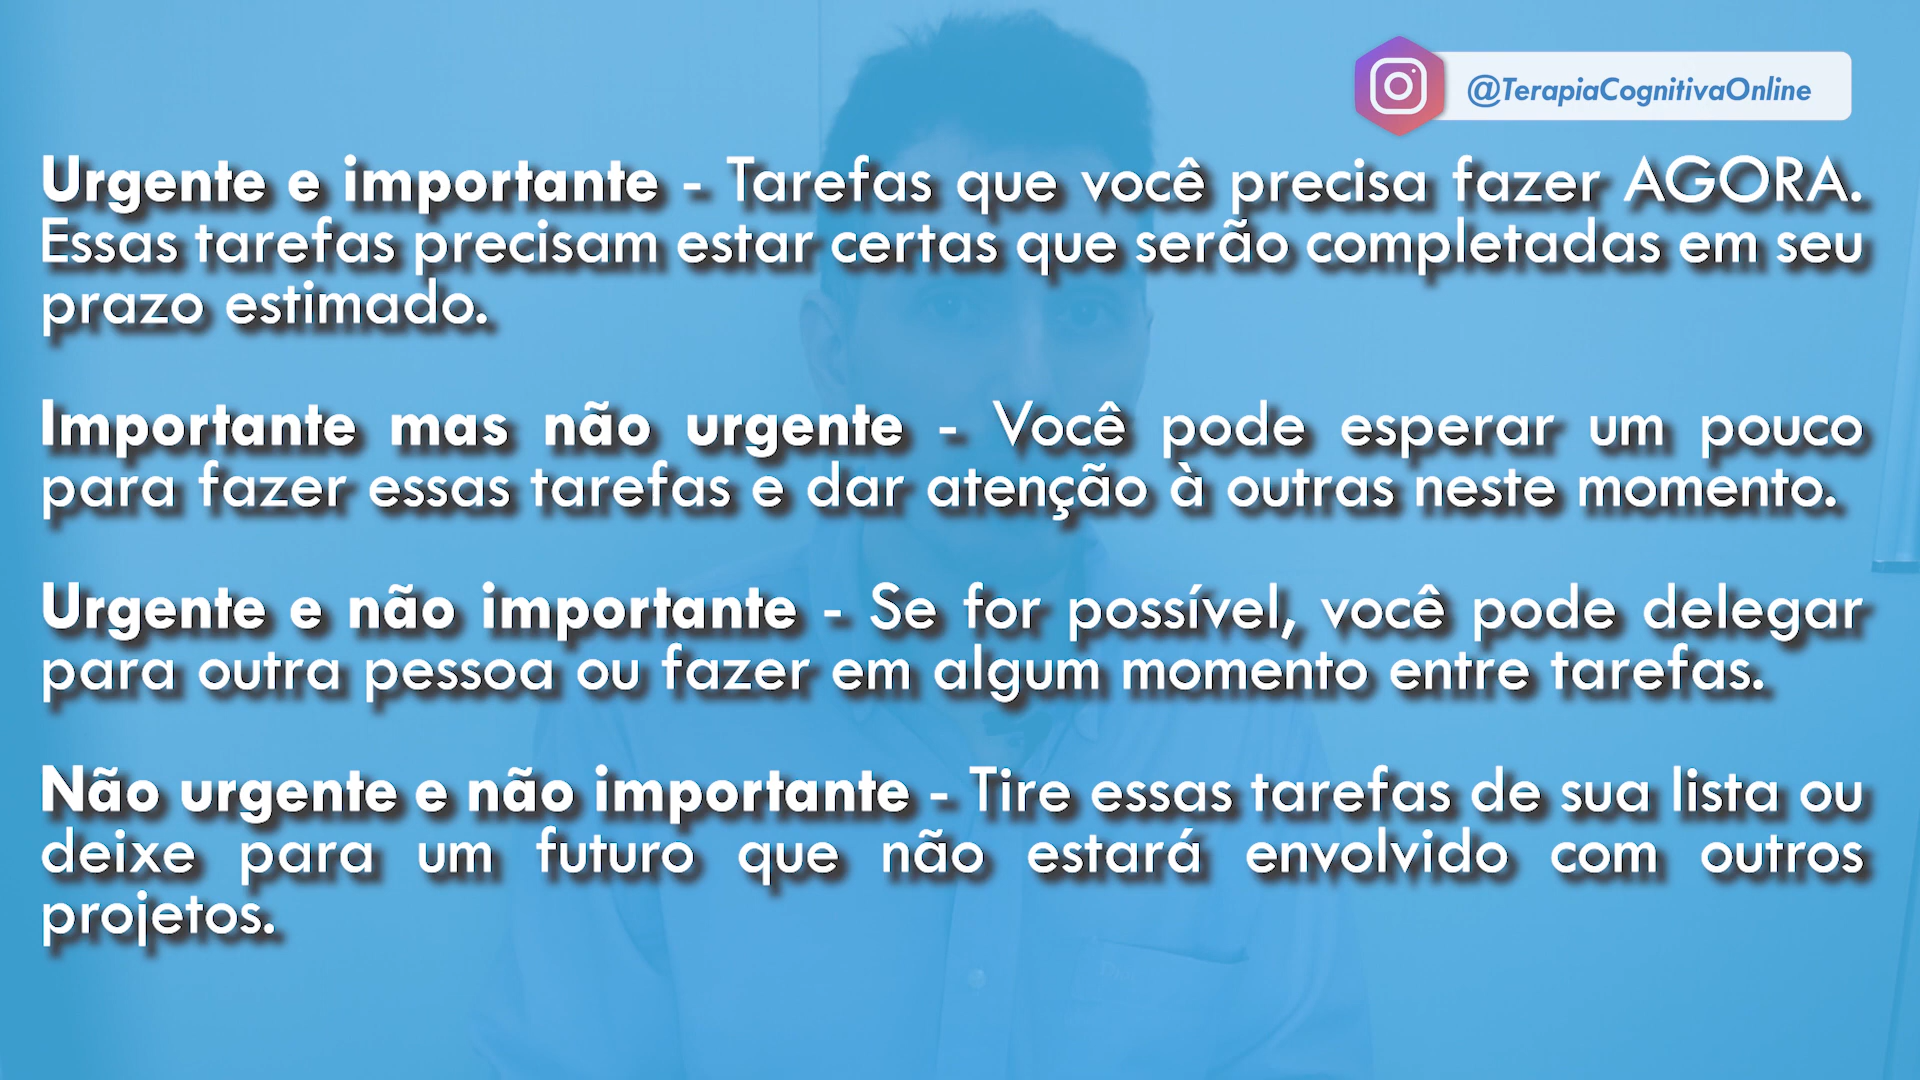 @TerapiaCognitivaOnline
Urgente e importante - Tarefas que você precisa fazer AGORA.
Essas tarefas precisam estar certas que serão completadas em seu
prazo estimado.
Importante mas não urgente - Você pode esperar um pouco
para fazer essas tarefas e dar atenção à outras neste momento.
Urgente e não importante - Se for possível, você pode delegar
para outra pessoa ou fazer em algum momento entre tarefas.
Não urgente e não importante - Tire essas tarefas de sua lista ou
deixe para um futuro que não estará envolvido com outros
projetos.